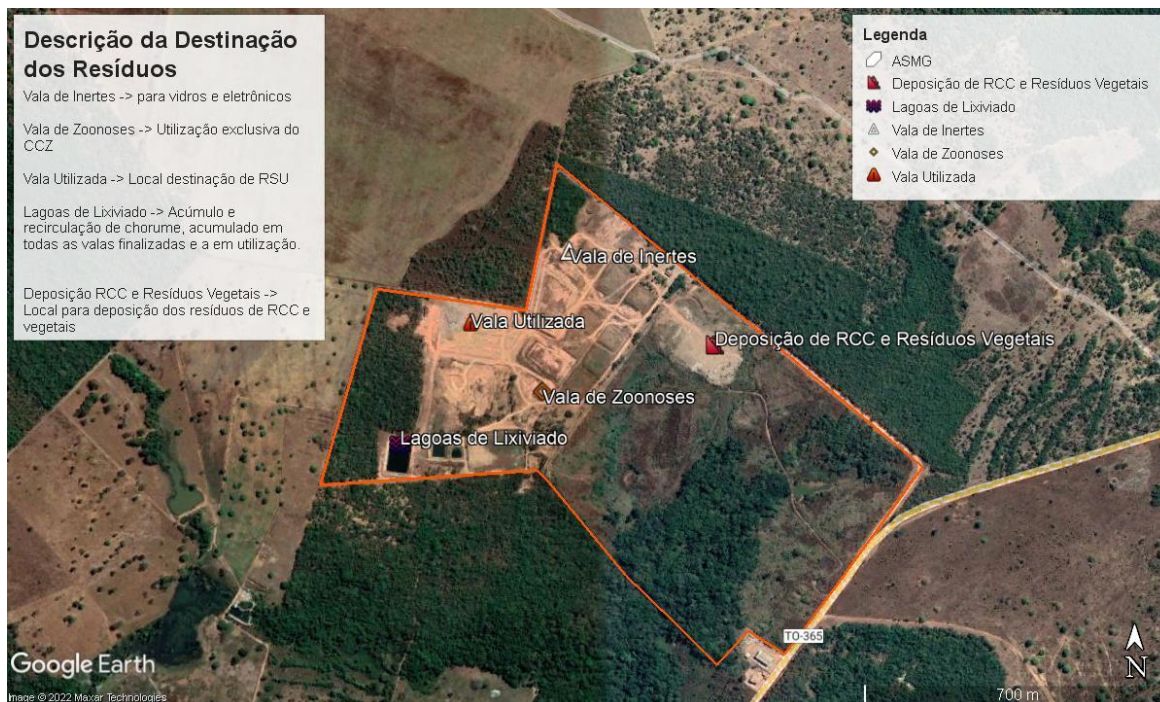 Descrição da Destinação
dos Resíduos
Vala de Inertes -> para vidros e eletrônicos
Vala de Zoonoses -> Utilização exclusiva do
CCZ
Vala Utilizada -> Local destinação de RSU
Lagoas de Lixiviado -> Acúmulo e
recirculação de chorume, acumulado em
todas as valas finalizadas e a em utilização.
Deposição RCC e Resíduos Vegetais ->
Local para deposição dos resíduos de RCC e
vegetais
Legenda
ASMG
Deposição de RCC e Resíduos Vegetais
Lagoas de Lixiviado
Vala de Inertes
Vala de Zoonoses
Vala Utilizada
Vala de Inertes
Vala Utilizada
Deposição de RCC e Resíduos Vegetais
Vala de Zoonoses
Lagoas de Lixiviado
TO-365
Google Earth
Image © 2022 Maxar Technologies
700 m
N